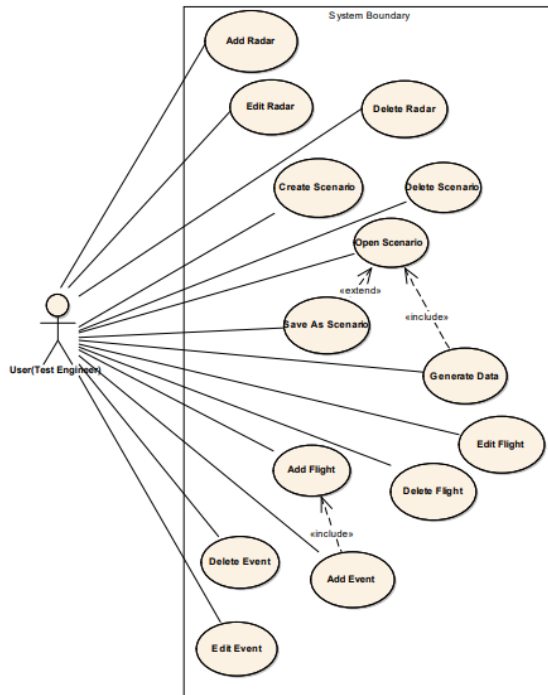 System Boundary
Add Radar
Edit Radar
Delete Radar
Create Scenario
Delete Scenario
Open Scenario
«extend»
«include»
Save As Scenario
User(Test Engineer)
Generate Data
Edit Flight
Add Flight
Delete Flight
«include»
Delete Event
Add Event
Edit Event